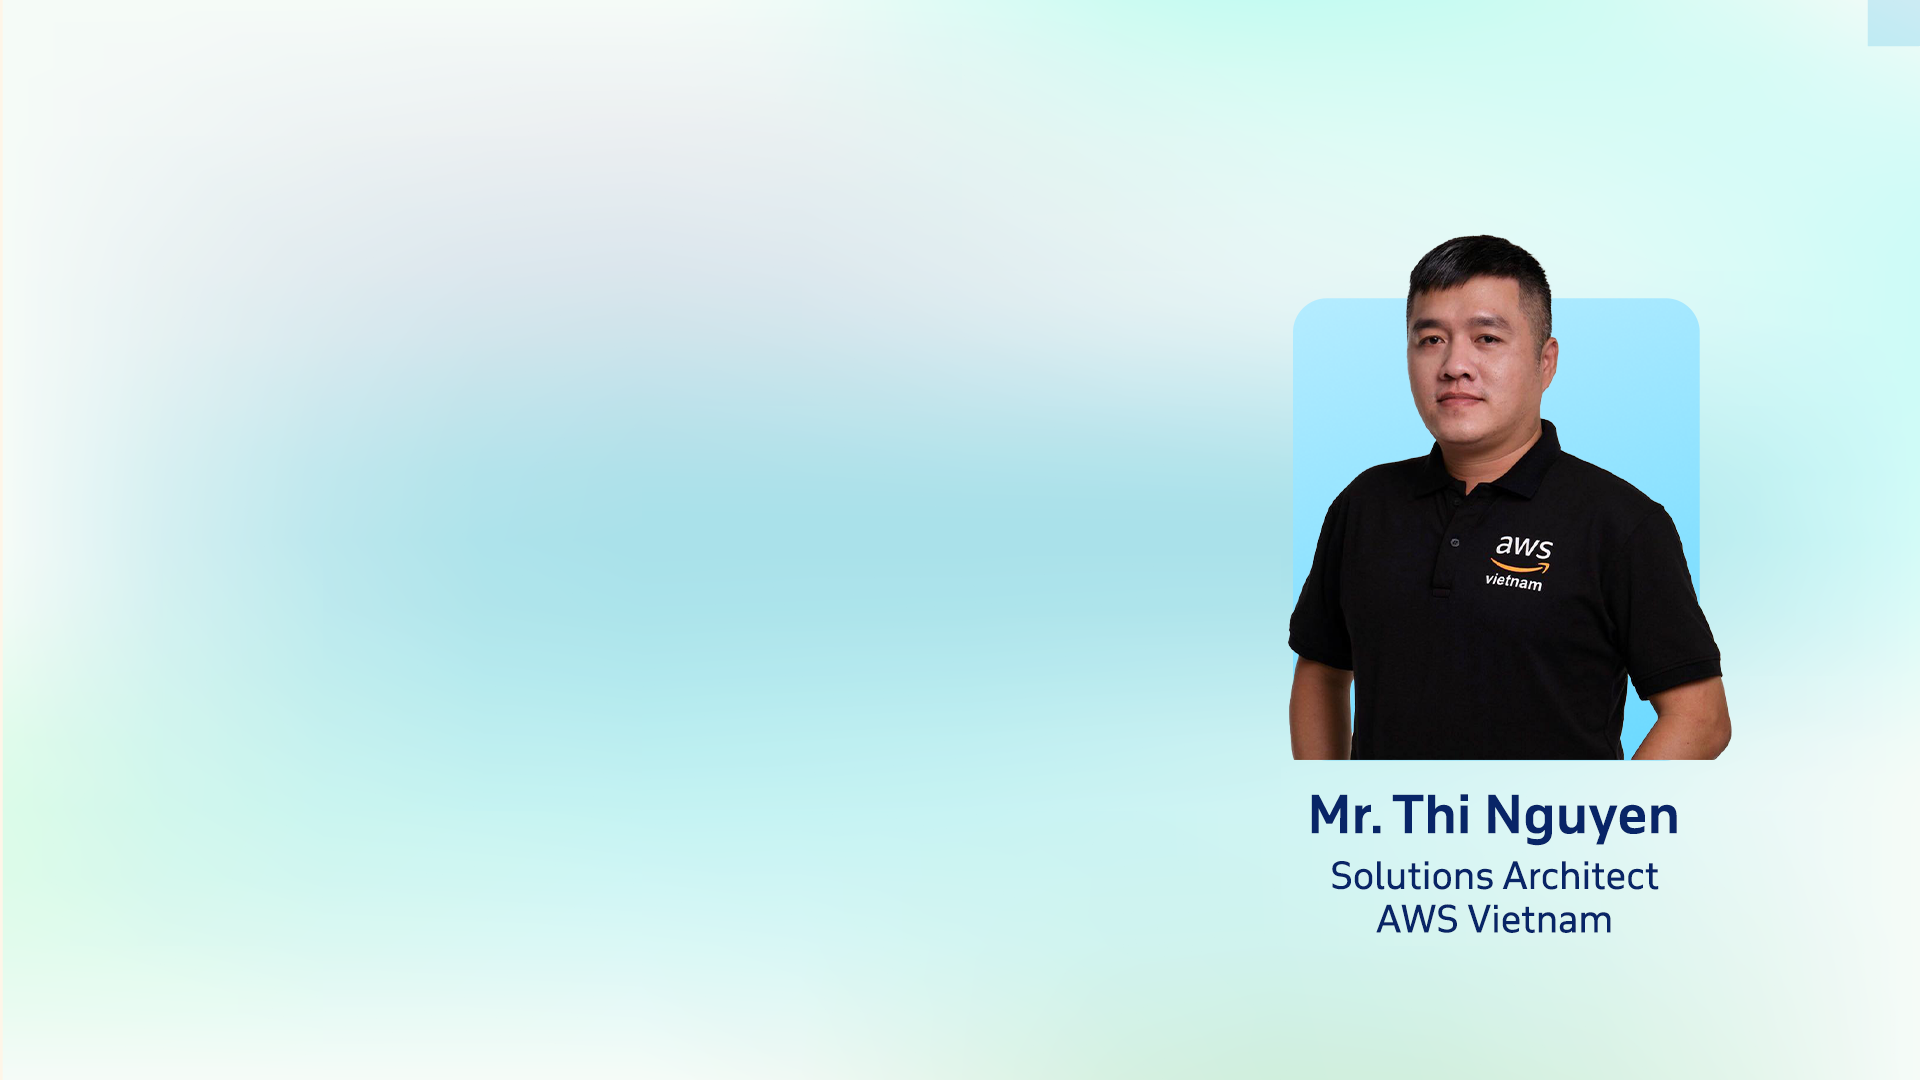 aws
vietnam
Mr. Thi Nguyen
Solutions Architect
AWS Vietnam